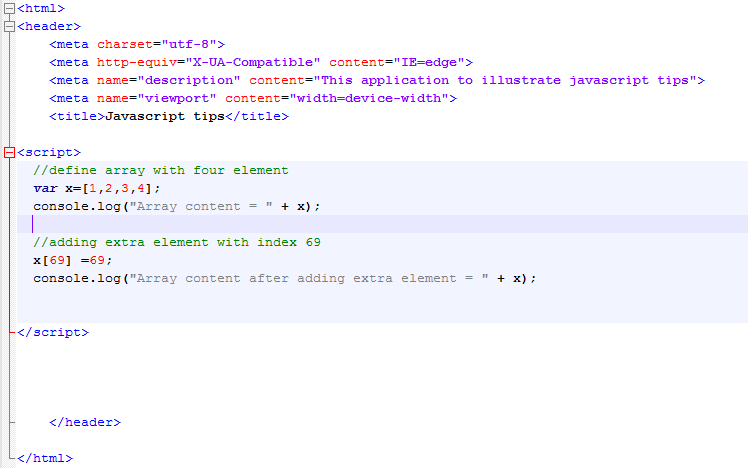 <html>
<header>
<meta charset="utf-8">
<meta http-equiv="X-UA-Compatible" content="IE=edge">
<meta name="description" content="This application to illustrate javascript tips">
<meta name="viewport" content="width=device-width">
<title>Javascript tips</title>
<script>
//define array with four element
var x=[1,2,3,4];
console.log("Array content = " + x);
//adding extra element with index 69
x[69] =69;
console.log("Array content after adding extra element = " + x);
</script>
</header>
</html>